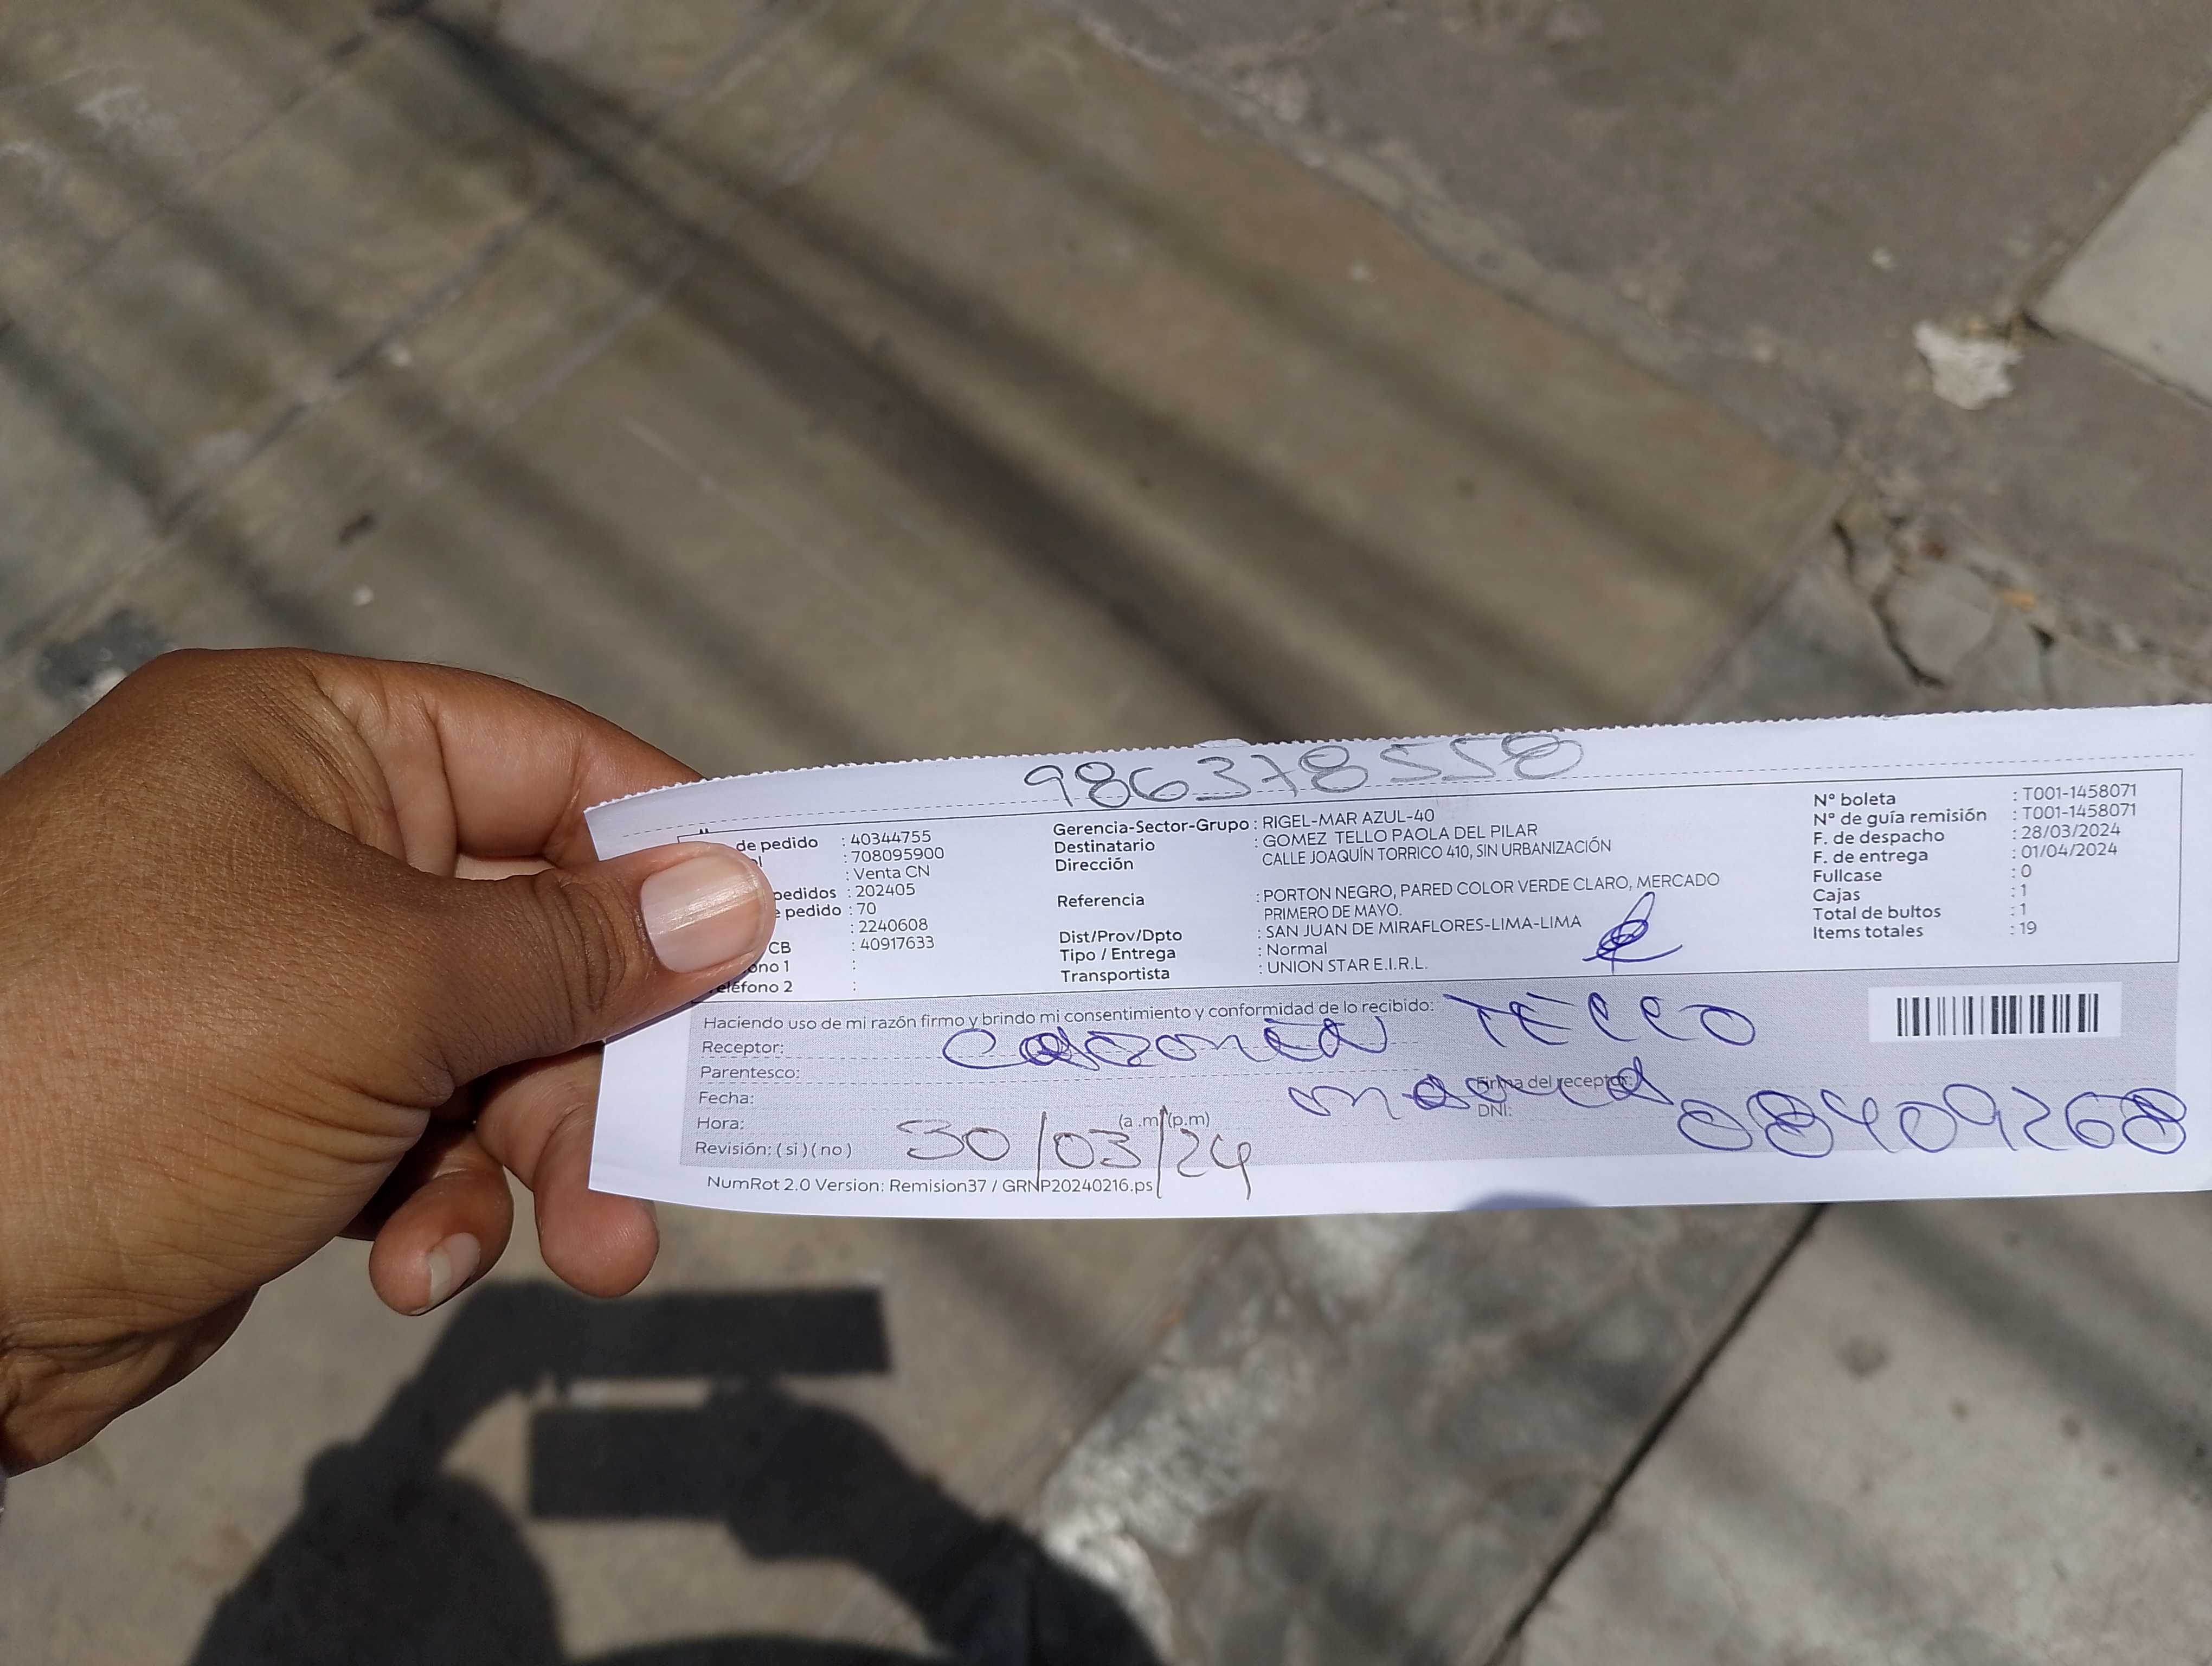 986378558
de pedido : 40344755
: 708095900
: Venta CN
pedidos : 202405
pedido : 70
: 2240608
CB : 40917633
ono 1 :
eléfono 2 :
Gerencia-Sector-Grupo : RIGEL-MAR AZUL-40
Destinatario : GOMEZ TELLO PAOLA DEL PILAR
Dirección CALLE JOAQUÍN TORRICO 410, SIN URBANIZACIÓN
Referencia : PORTON NEGRO, PARED COLOR VERDE CLARO, MERCADO
PRIMERO DE MAYO.
Dist/Prov/Dpto : SAN JUAN DE MIRAFLORES-LIMA-LIMA
Tipo / Entrega : Normal
Transportista : UNION STAR E.I.R.L.
N° boleta : T001-1458071
N° de guía remisión : T001-1458071
F. de despacho : 28/03/2024
F. de entrega : 01/04/2024
Fullcase : 0
Cajas : 1
Total de bultos : 1
Items totales : 19
Haciendo uso de mi razón firmo y brindo mi consentimiento y conformidad de lo recibido:
Receptor: TELLO
Parentesco:
Firma del receptor:
Fecha:
DNI: 08409268
Hora: (a.m)(p.m)
Revisión: ( si ) ( no ) 30/03/24
NumRot 2.0 Version: Remision37 / GRNP20240216.ps